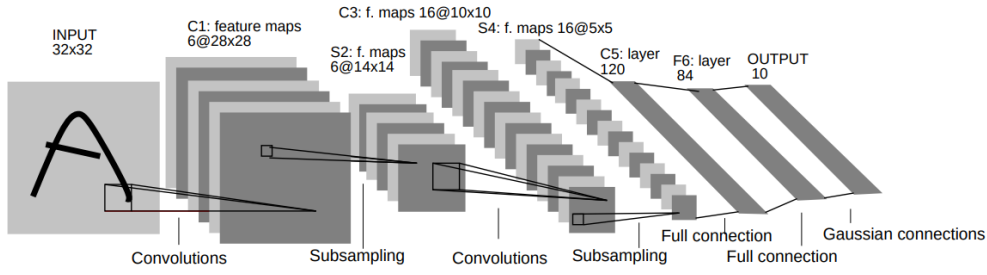 INPUT
32x32
C1: feature maps
6@28x28
S2: f. maps
6@14x14
C3: f. maps 16@10x10
S4: f. maps 16@5x5
C5: layer
120
F6: layer
84
OUTPUT
10
A
Convolutions
Subsampling
Convolutions
Subsampling
Full connection
Full connection
Gaussian connections